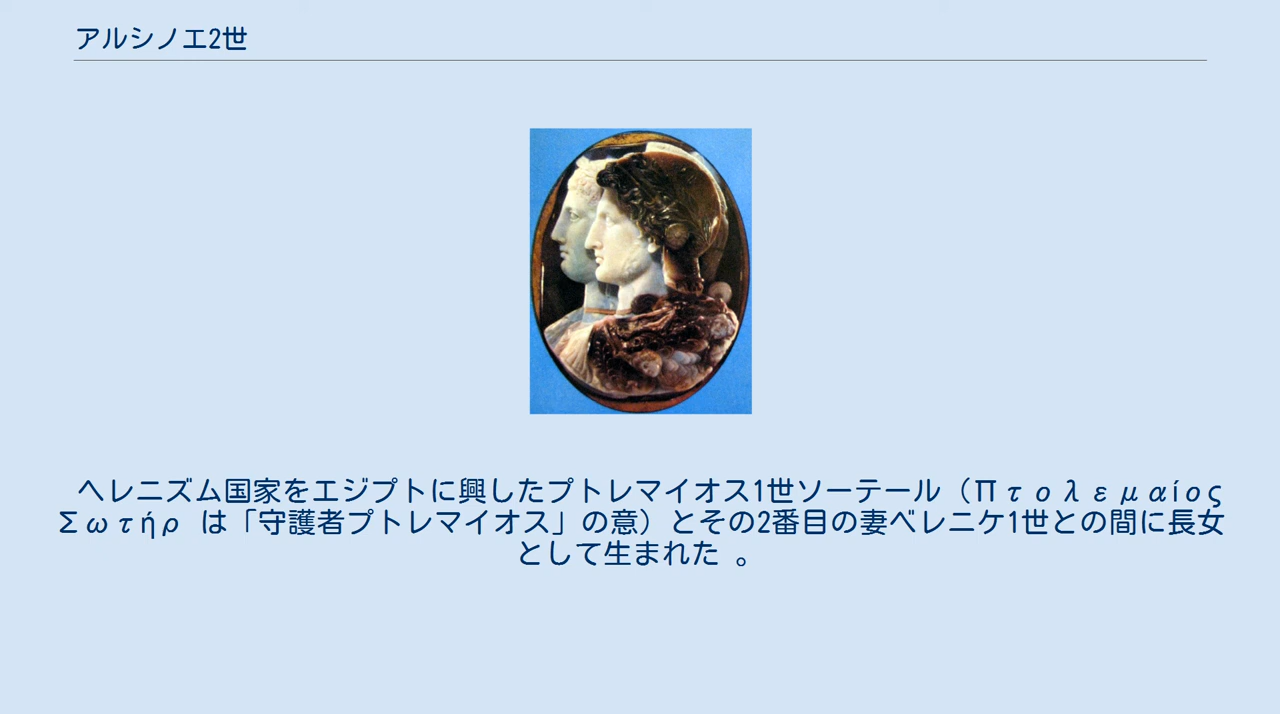 アルシノエ2世
ヘレニズム国家をエジプトに興したプトレマイオス1世ソーテール（Πτολεμαίος
Σωτήρ は「守護者プトレマイオス」の意）とその2番目の妻ベレニケ1世との間に長女
として生まれた 。